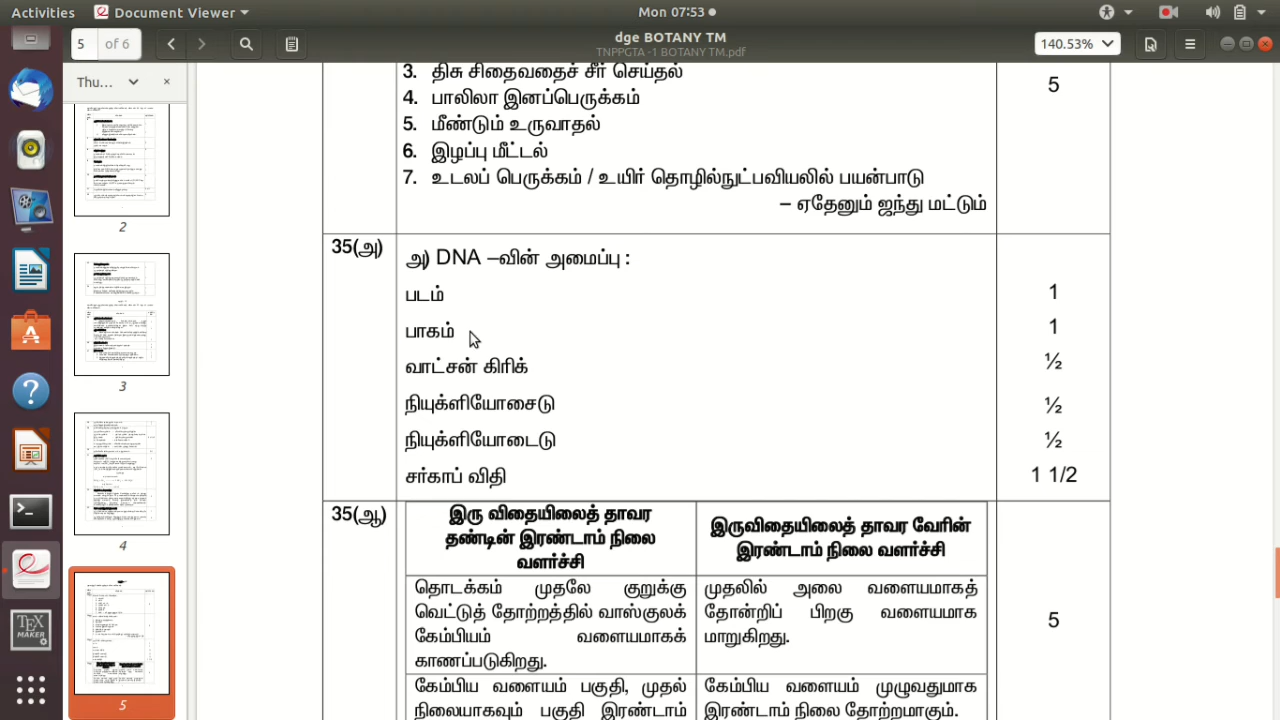 Activities Document Viewer Mon 07:53
5 of 6 dge BOTANY TM 140.53%
TNPPGTA -1 BOTANY TM.pdf
Thu...
2
3
4
5
3. திசு சிதைவதைச் சீர் செய்தல்
5
4. பாலிலா இனப்பெருக்கம்
5. மீண்டும் உருவாதல்
6. இழப்பு மீட்டல்
7. உடலப் பெருக்கம் / உயிர் தொழில்நுட்பவியலில் பயன்பாடு
– ஏதேனும் ஐந்து மட்டும்
35(அ) அ) DNA –வின் அமைப்பு :
படம் 1
பாகம் 1
வாட்சன் கிரிக் ½
நியுக்ளியோசைடு ½
நியுக்ளியோடைடு ½
சர்காப் விதி 1 1/2
35(ஆ) இரு விதையிலைத் தாவர
தண்டின் இரண்டாம் நிலை
வளர்ச்சி
இருவிதையிலைத் தாவர வேரின்
இரண்டாம் நிலை வளர்ச்சி
தொடக்கம் முதலே குறுக்கு
வெட்டுத் தோற்றத்தில் வாஸ்குலக்
கேம்பியம் வளையமாகக்
காணப்படுகிறது.
முதலில் அலை வளையமாகத்
தோன்றிப் பிறகு வளையமாக
மாறுகிறது.
5
கேம்பிய வளையம் பகுதி, முதல்
நிலையாகவும் பகுதி இரண்டாம்
கேம்பிய வளையம் முழுவதுமாக
இரண்டாம் நிலை தோற்றமாகும்.